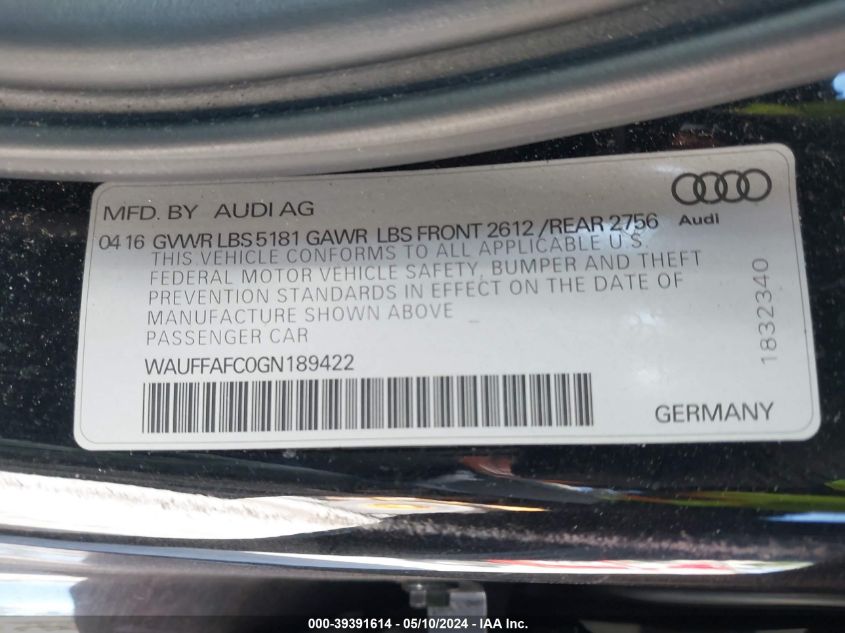 MFD. BY AUDI AG
Audi
04 16 GVWR LBS 5181 GAWR LBS FRONT 2612 /REAR 2756
THIS VEHICLE CONFORMS TO ALL APPLICABLE U.S.
FEDERAL MOTOR VEHICLE SAFETY, BUMPER AND THEFT
PREVENTION STANDARDS IN EFFECT ON THE DATE OF
MANUFACTURE SHOWN ABOVE
PASSENGER CAR
1832340
WAUFFAFC0GN189422
GERMANY
000-39391614 - 05/10/2024 - IAA Inc.